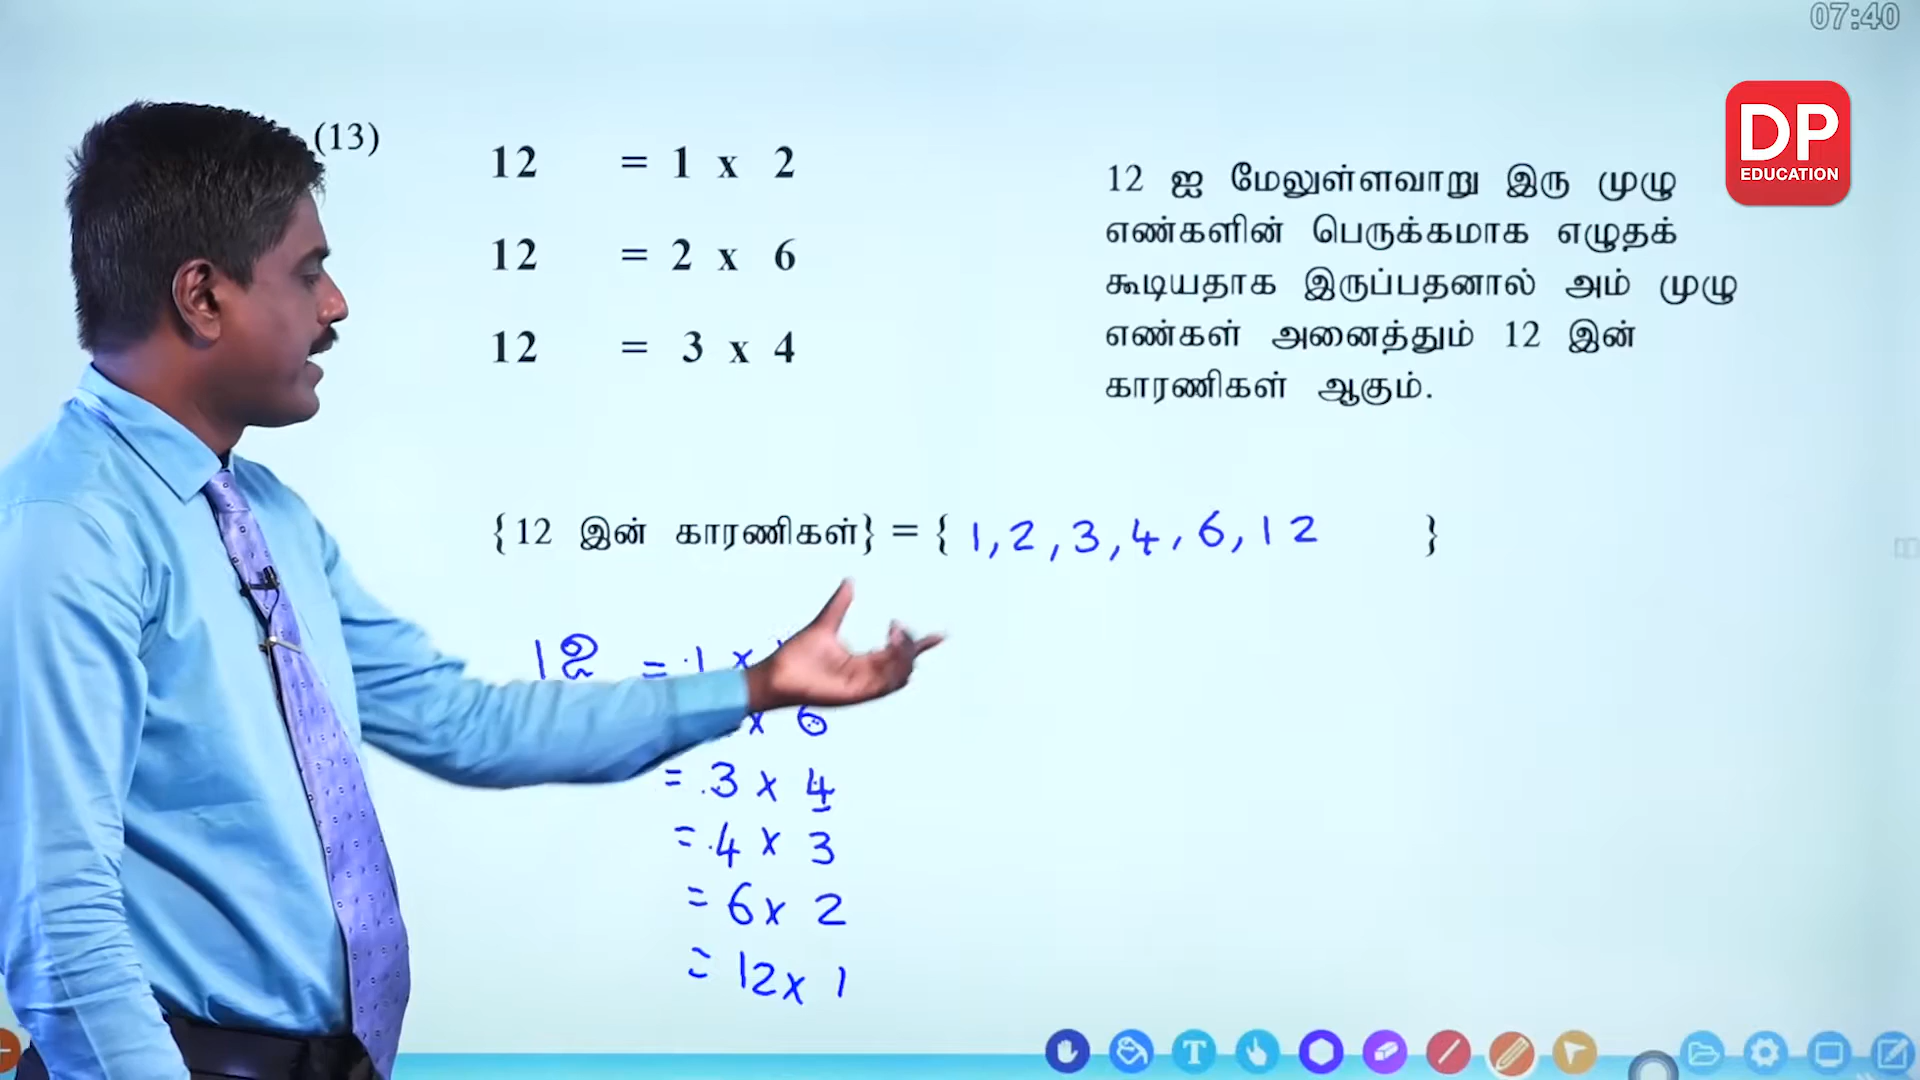 07:40
DP
EDUCATION
(13)
12 = 1 x 2
12 = 2 x 6
12 = 3 x 4
12 ஐ மேலுள்ளவாறு இரு முழு
எண்களின் பெருக்கமாக எழுதக்
கூடியதாக இருப்பதனால் அம் முழு
எண்கள் அனைத்தும் 12 இன்
காரணிகள் ஆகும்.
{12 இன் காரணிகள்} = { 1, 2, 3, 4, 6, 12 }
12 = 1 x
x 6
= 3 x 4
= 4 x 3
= 6 x 2
= 12 x 1